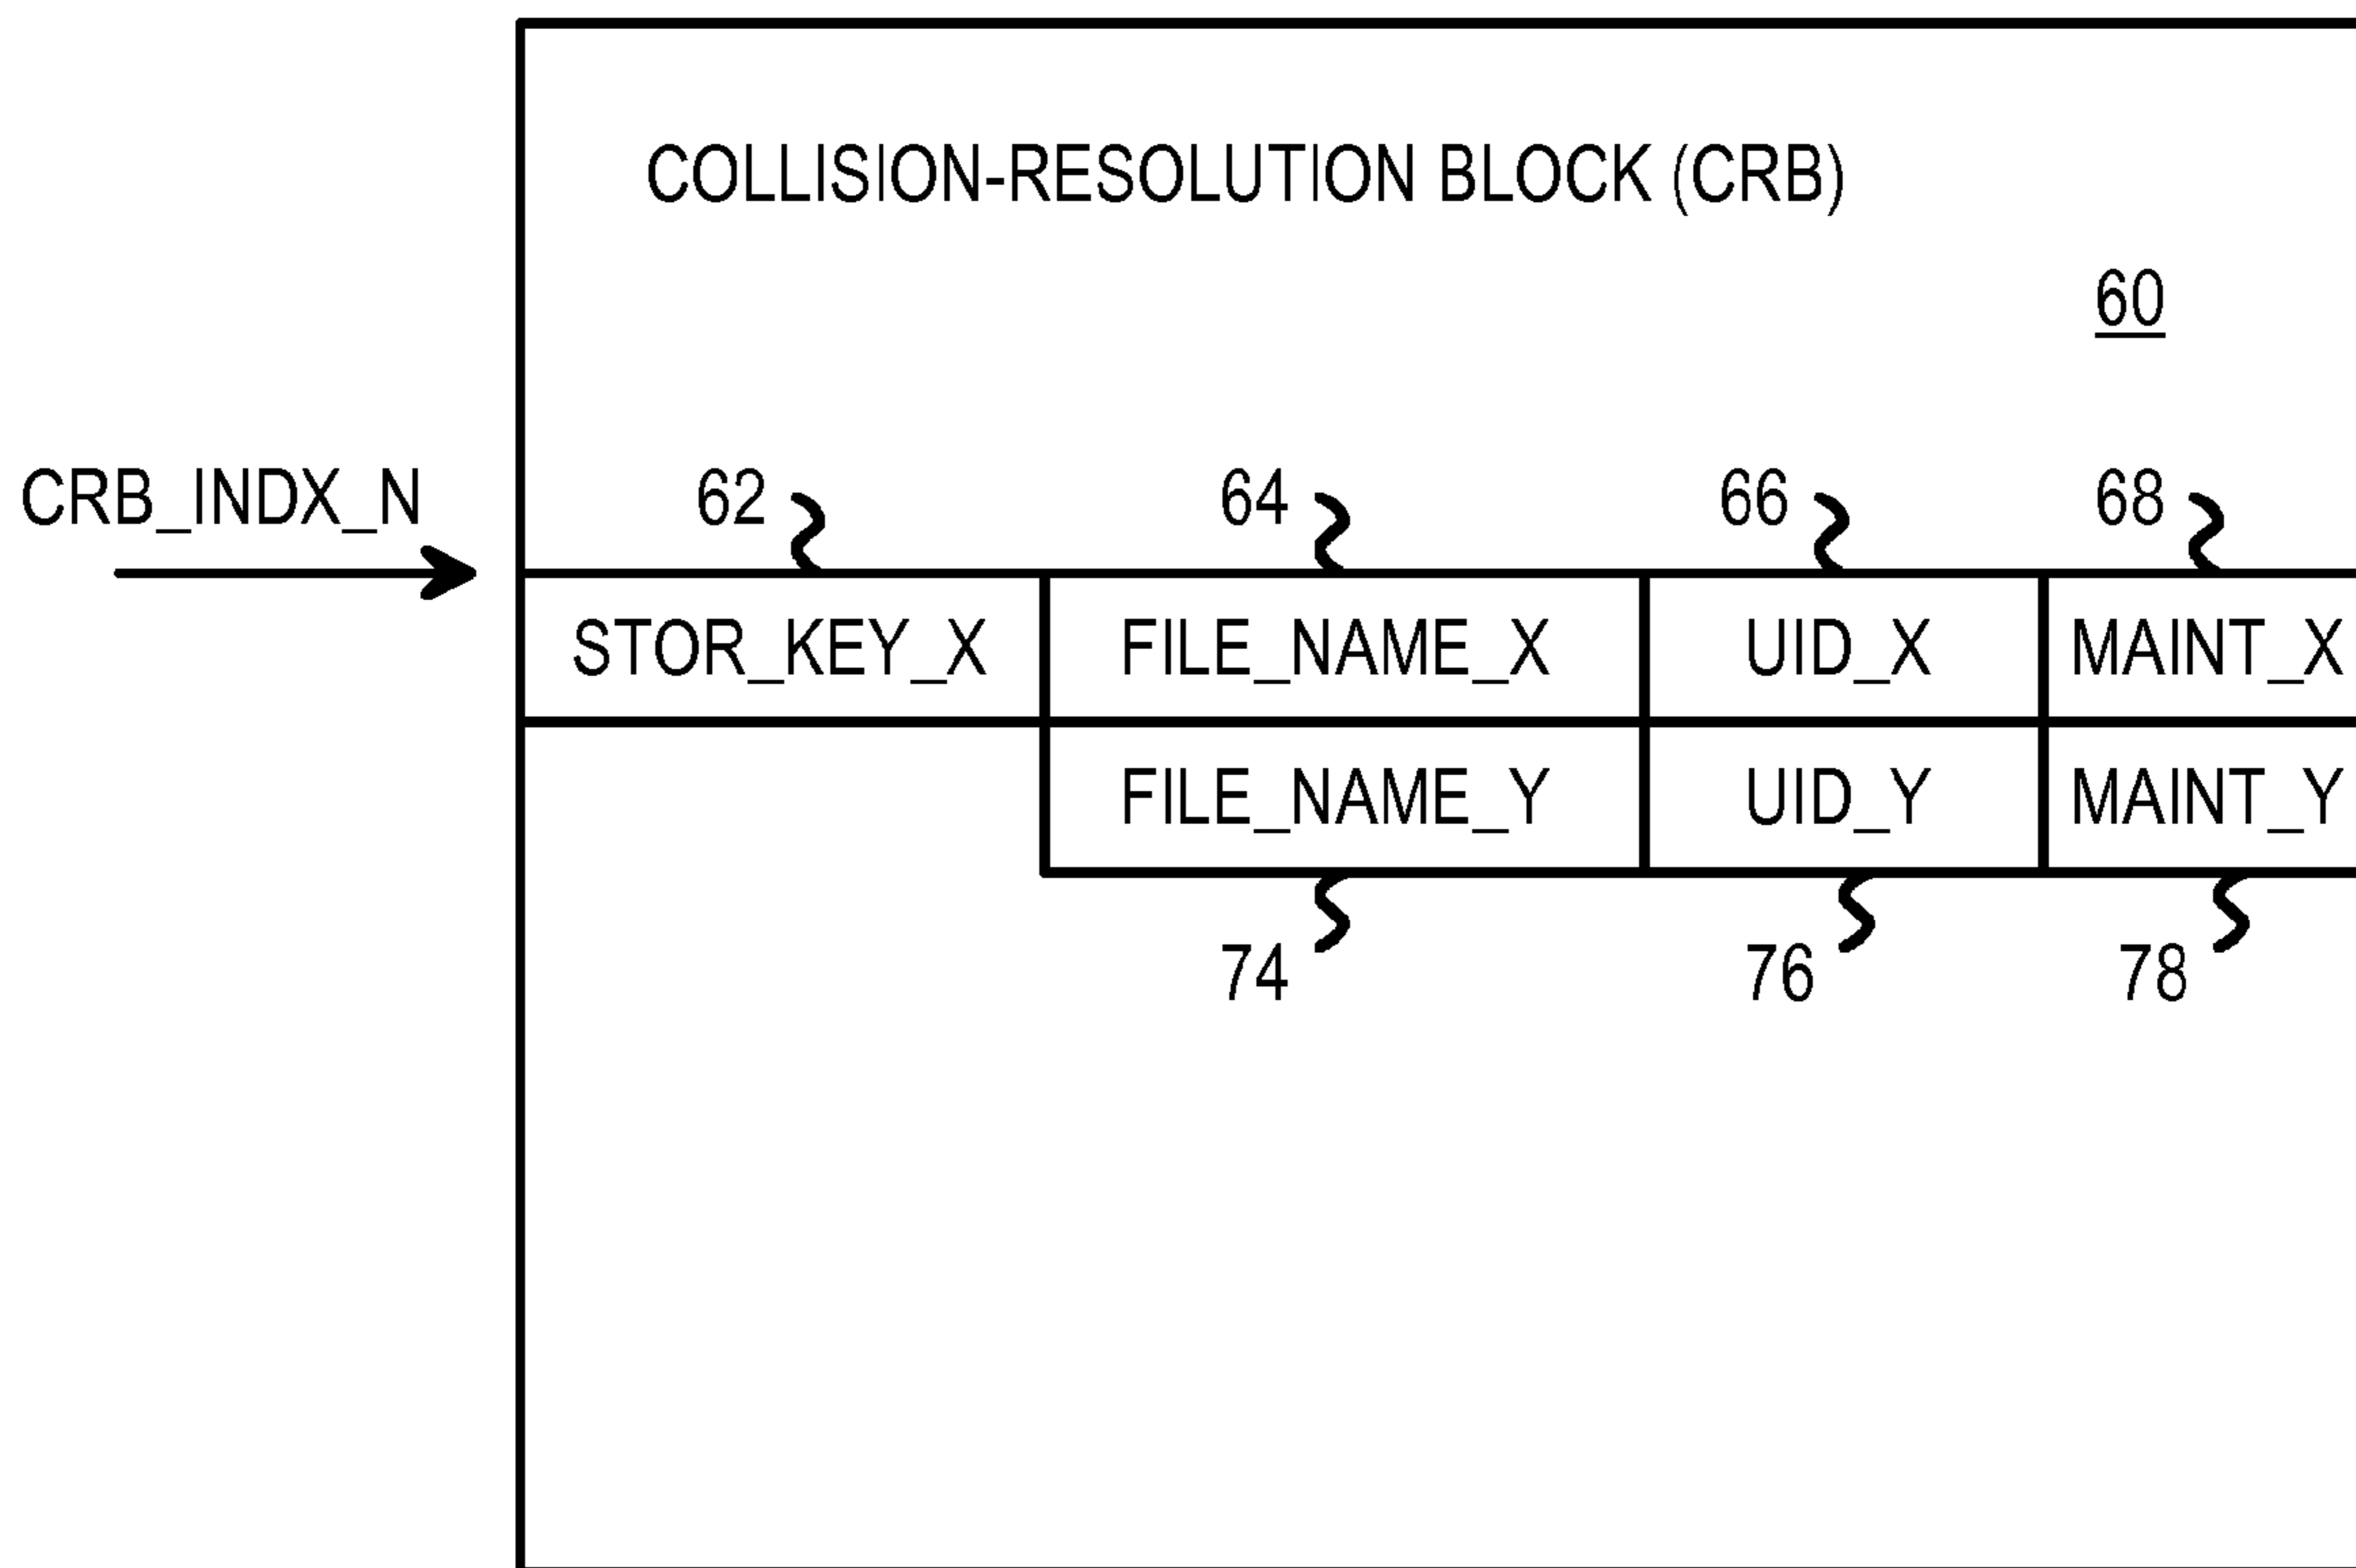 COLLISION-RESOLUTION BLOCK (CRB)
60
CRB_INDX_N
62 64 66 68
STOR_KEY_X FILE_NAME_X UID_X MAINT_X
FILE_NAME_Y UID_Y MAINT_Y
74 76 78